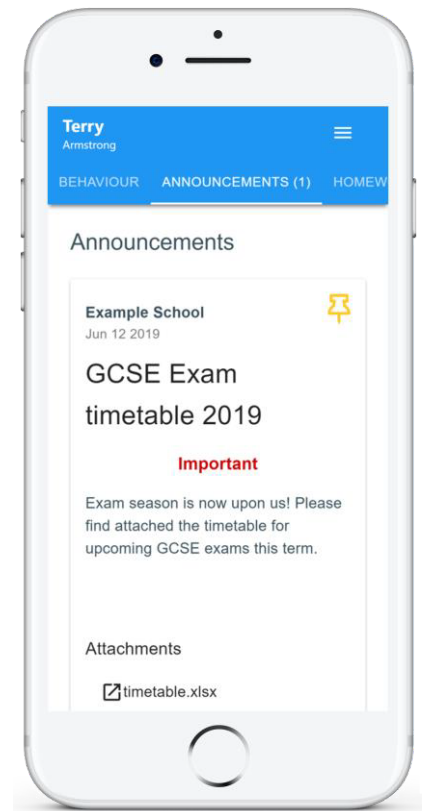 Terry
Armstrong
BEHAVIOUR ANNOUNCEMENTS (1) HOMEW
Announcements
Example School
Jun 12 2019
GCSE Exam
timetable 2019
Important
Exam season is now upon us! Please
find attached the timetable for
upcoming GCSE exams this term.
Attachments
timetable.xlsx